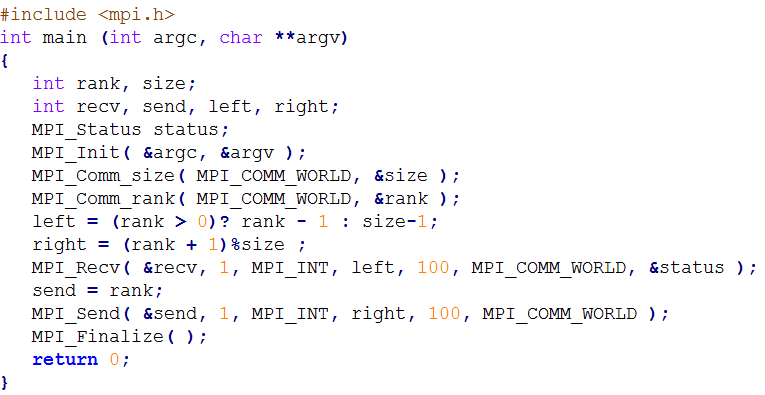 #include <mpi.h>
int main (int argc, char **argv)
{
   int rank, size;
   int recv, send, left, right;
   MPI_Status status;
   MPI_Init( &argc, &argv );
   MPI_Comm_size( MPI_COMM_WORLD, &size );
   MPI_Comm_rank( MPI_COMM_WORLD, &rank );
   left = (rank > 0)? rank - 1 : size-1;
   right = (rank + 1)%size ;
   MPI_Recv( &recv, 1, MPI_INT, left, 100, MPI_COMM_WORLD, &status );
   send = rank;
   MPI_Send( &send, 1, MPI_INT, right, 100, MPI_COMM_WORLD );
   MPI_Finalize( );
   return 0;
}